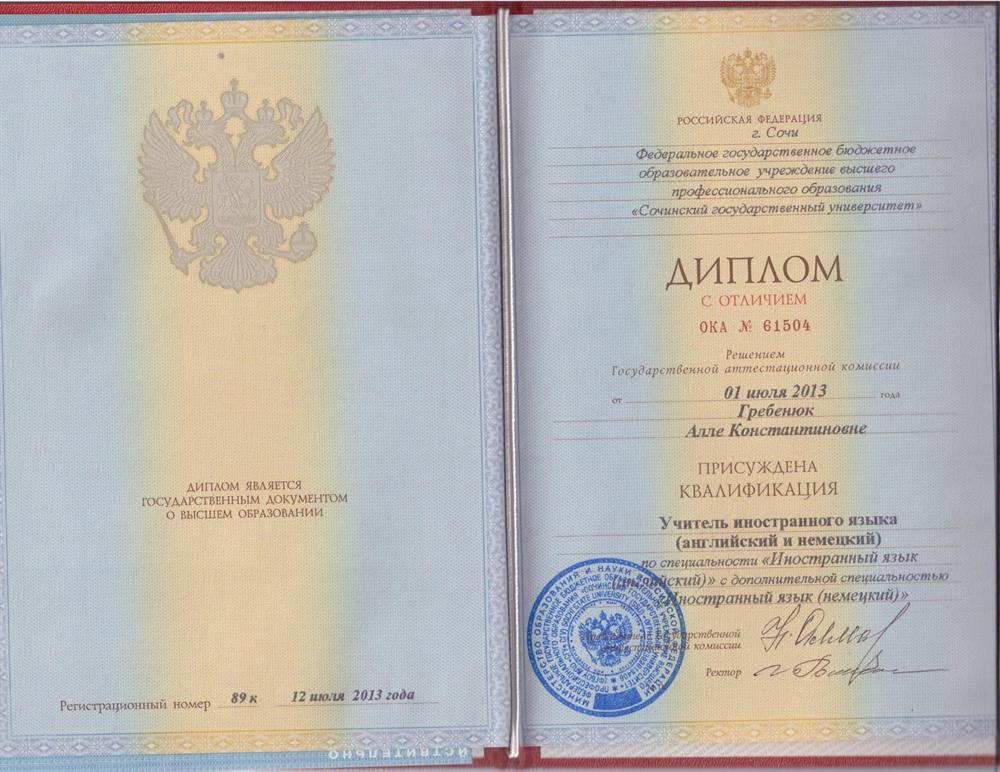 ДИПЛОМ ЯВЛЯЕТСЯ
ГОСУДАРСТВЕННЫМ ДОКУМЕНТОМ
О ВЫСШЕМ ОБРАЗОВАНИИ
Регистрационный номер 89 к 12 июля 2013 года
РОССИЙСКАЯ ФЕДЕРАЦИЯ
г. Сочи
Федеральное государственное бюджетное
образовательное учреждение высшего
профессионального образования
«Сочинский государственный университет»
ДИПЛОМ
С ОТЛИЧИЕМ
ОКА № 61504
Решением
Государственной аттестационной комиссии
от 01 июля 2013 года
Гребенюк
Алле Константиновне
ПРИСУЖДЕНА
КВАЛИФИКАЦИЯ
Учитель иностранного языка
(английский и немецкий)
по специальности «Иностранный язык
(английский)» с дополнительной специальностью
«Иностранный язык (немецкий)»
Председатель Государственной
аттестационной комиссии
Ректор